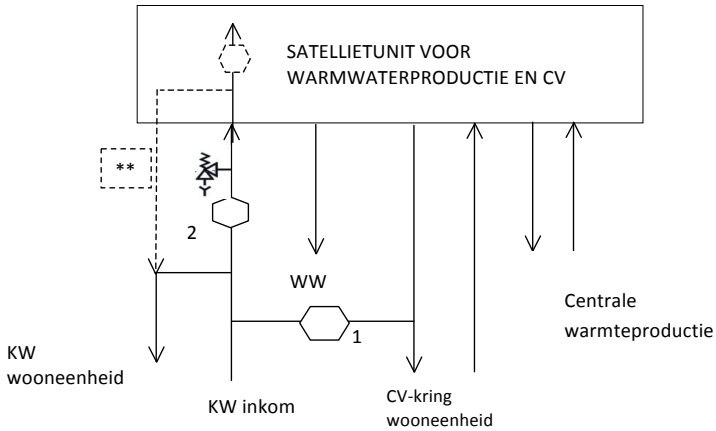 SATELLIETUNIT VOOR
WARMWATERPRODUCTIE EN CV
**
2
WW
1
Centrale
warmteproductie
KW
wooneenheid
KW inkom
CV-kring
wooneenheid